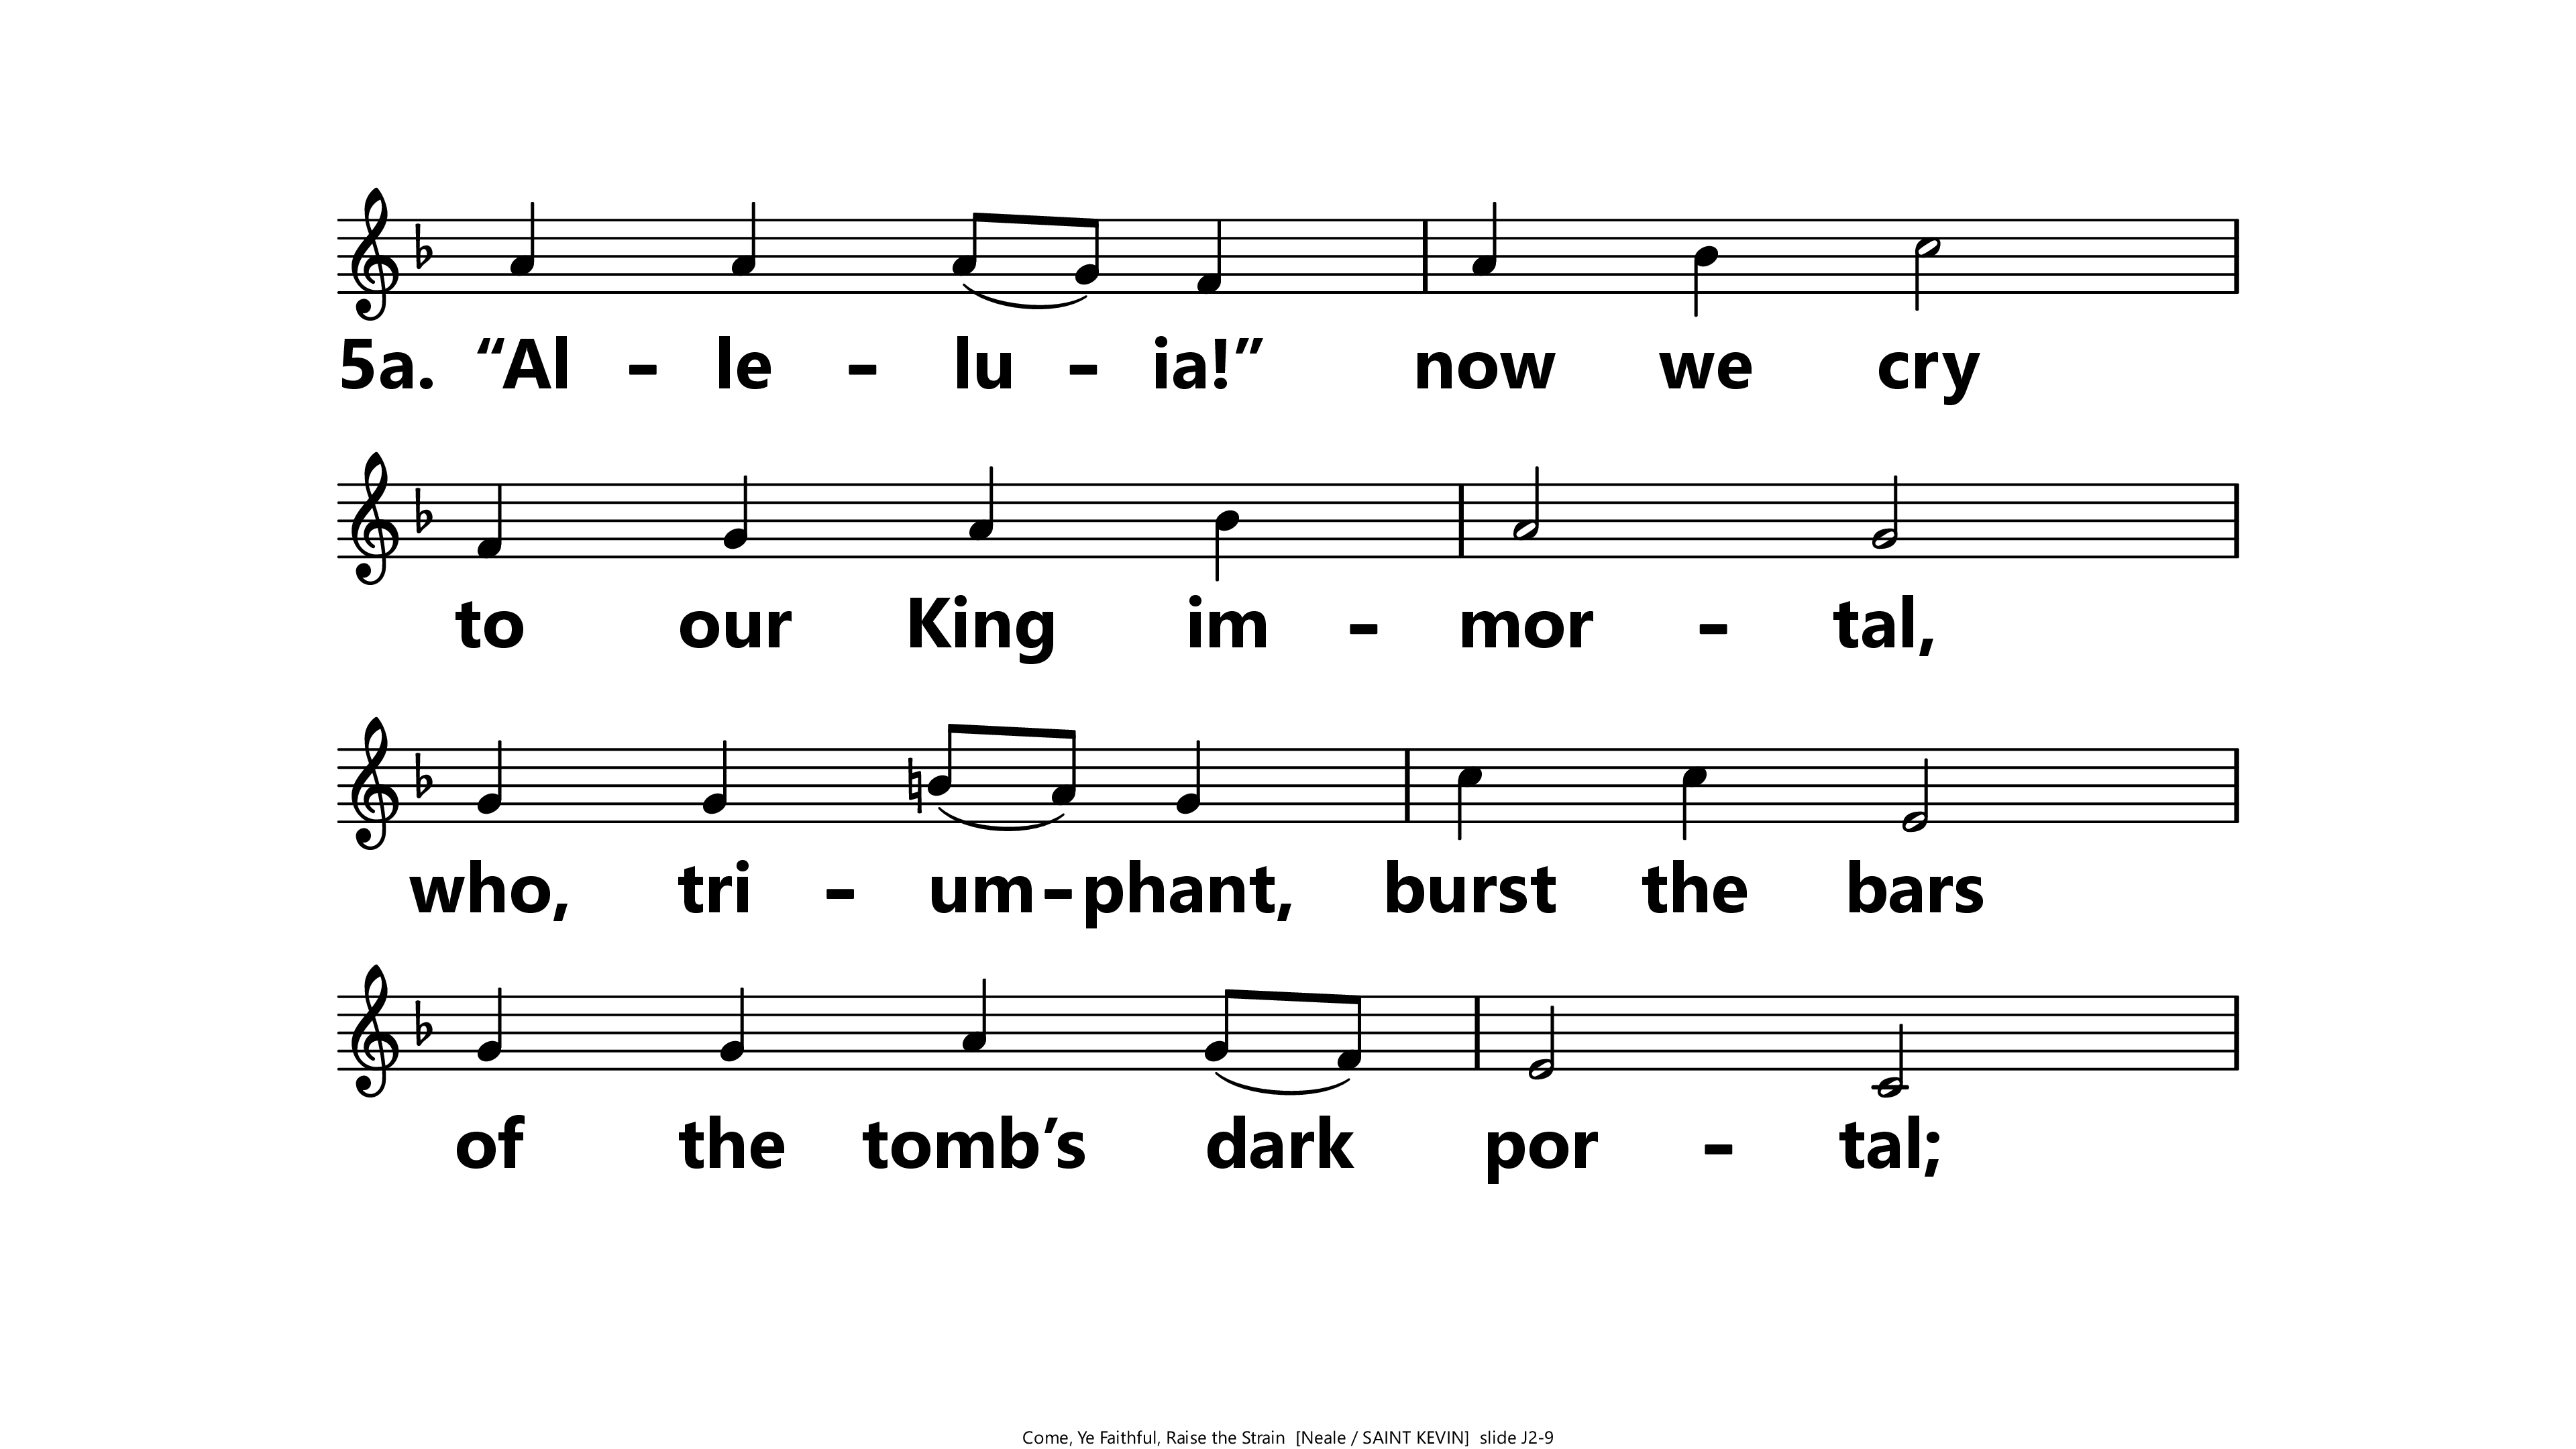 5a. “Al - le - lu - ia!” now we cry
to our King im - mor - tal,
who, tri - um - phant, burst the bars
of the tomb’s dark por - tal;
Come, Ye Faithful, Raise the Strain [Neale / SAINT KEVIN] slide J2-9